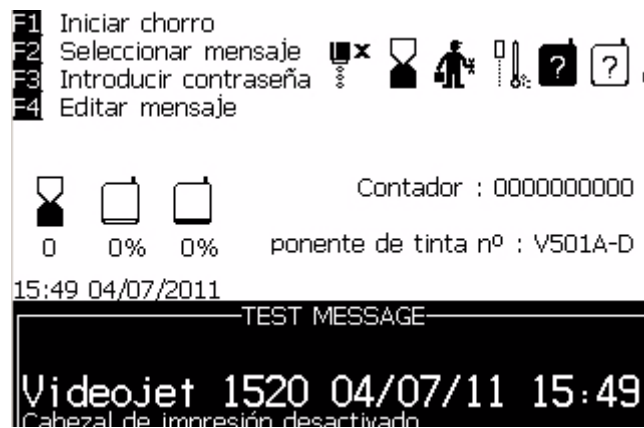 F1 Iniciar chorro
F2 Seleccionar mensaje
F3 Introducir contraseña
F4 Editar mensaje
? ?
Contador : 0000000000
0 0% 0% ponente de tinta nº : V501A-D
15:49 04/07/2011
TEST MESSAGE
Videojet 1520 04/07/11 15:49
Cabezal de impresión desactivado